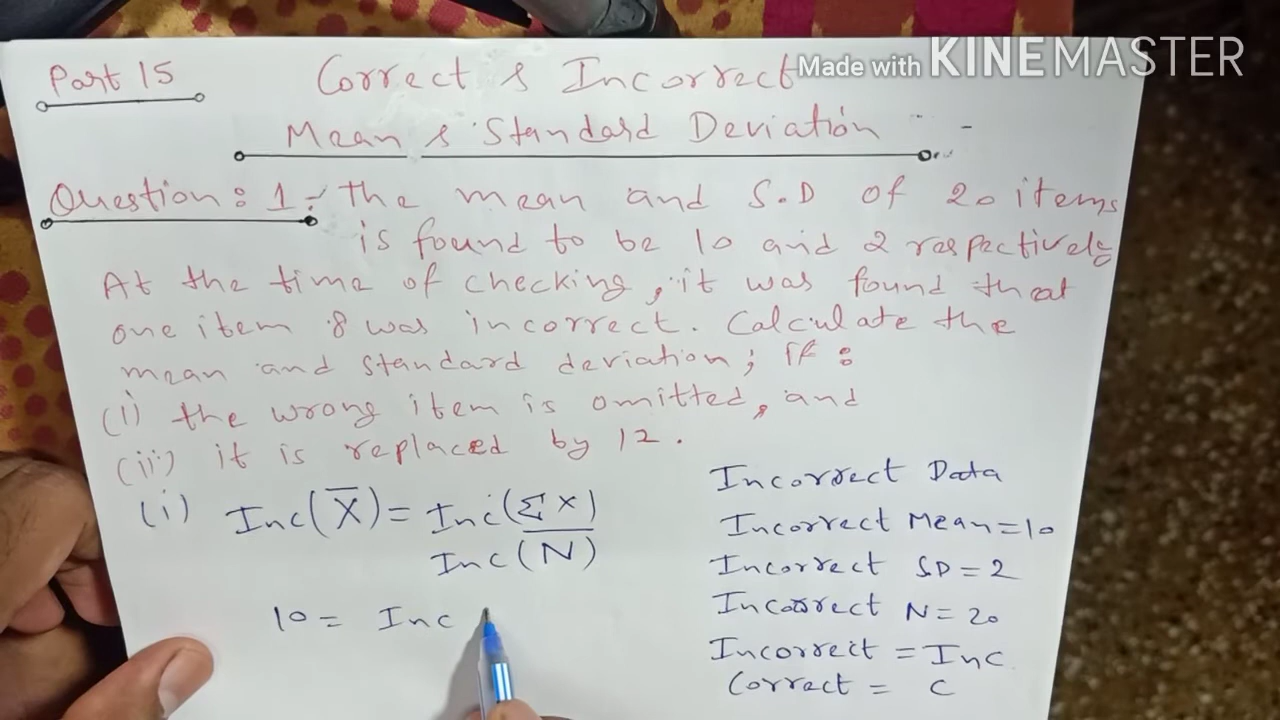 Part 15
Correct & Incorrect
Made with KINEMASTER
Mean & Standard Deviation
Question: 1:- The mean and S.D of 20 items
is found to be 10 and 2 respectively
At the time of checking, it was found that
one item 8 was incorrect. Calculate the
mean and standard deviation; if:
(i) the wrong item is omitted, and
(ii) it is replaced by 12.
(i) Inc(X̅) = Inc(Σx)
Inc(N)
10 = Inc
Incorrect Data
Incorrect Mean = 10
Incorrect SD = 2
Incorrect N = 20
Incorrect = Inc
Correct = C